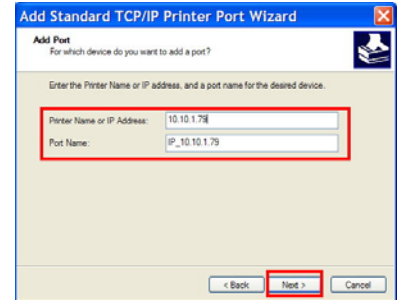 Add Standard TCP/IP Printer Port Wizard
Add Port
For which device do you want to add a port?
Enter the Printer Name or IP address, and a port name for the desired device.
Printer Name or IP Address: 10.10.1.79
Port Name: IP_10.10.1.79
< Back Next > Cancel